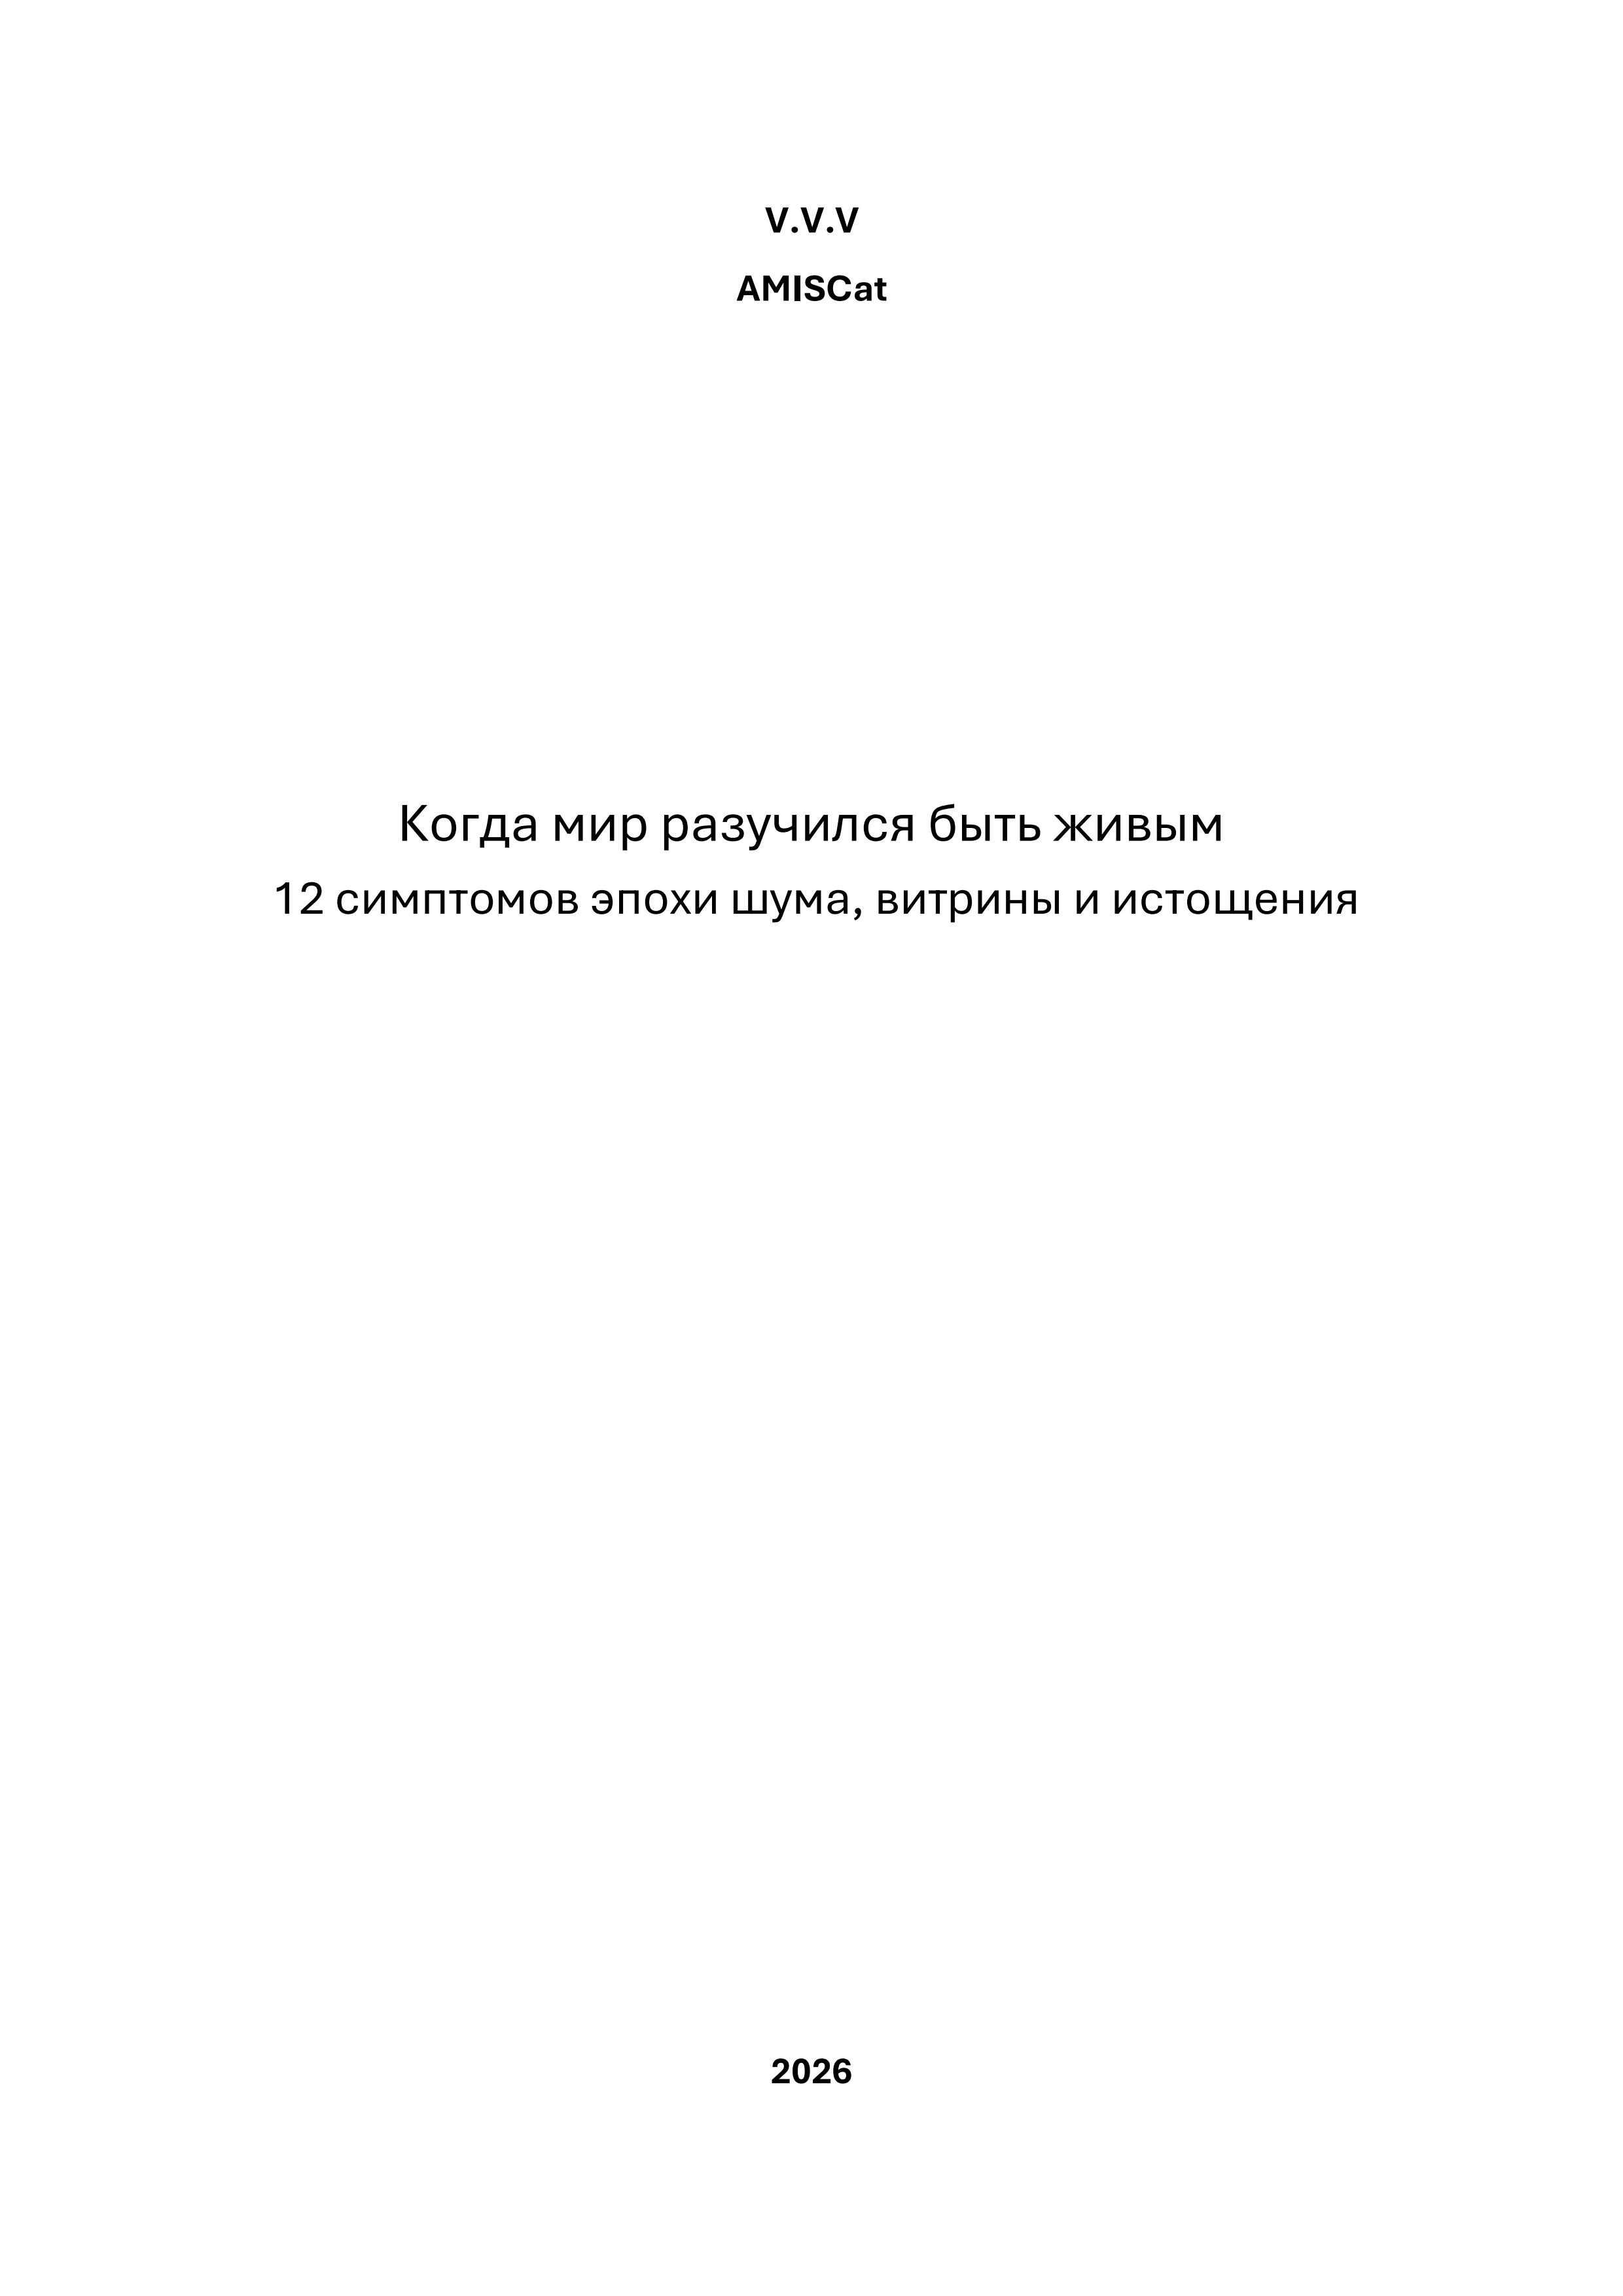 V.V.V
AMISCat
Когда мир разучился быть живым
12 симптомов эпохи шума, витрины и истощения
2026